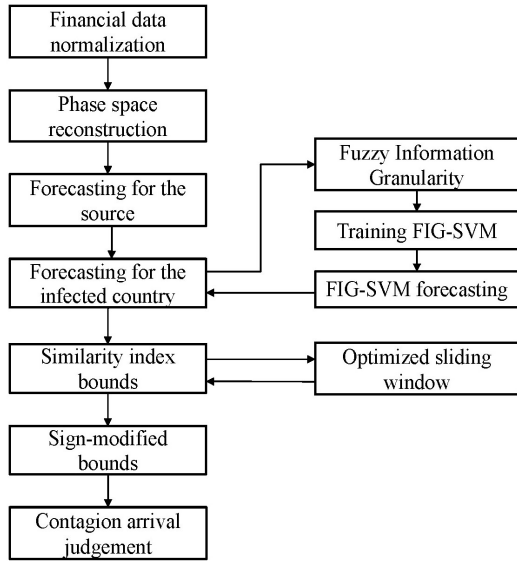 Financial data
normalization
Phase space
reconstruction
Forecasting for the
source
Forecasting for the
infected country
Similarity index
bounds
Sign-modified
bounds
Contagion arrival
judgement
Fuzzy Information
Granularity
Training FIG-SVM
FIG-SVM forecasting
Optimized sliding
window